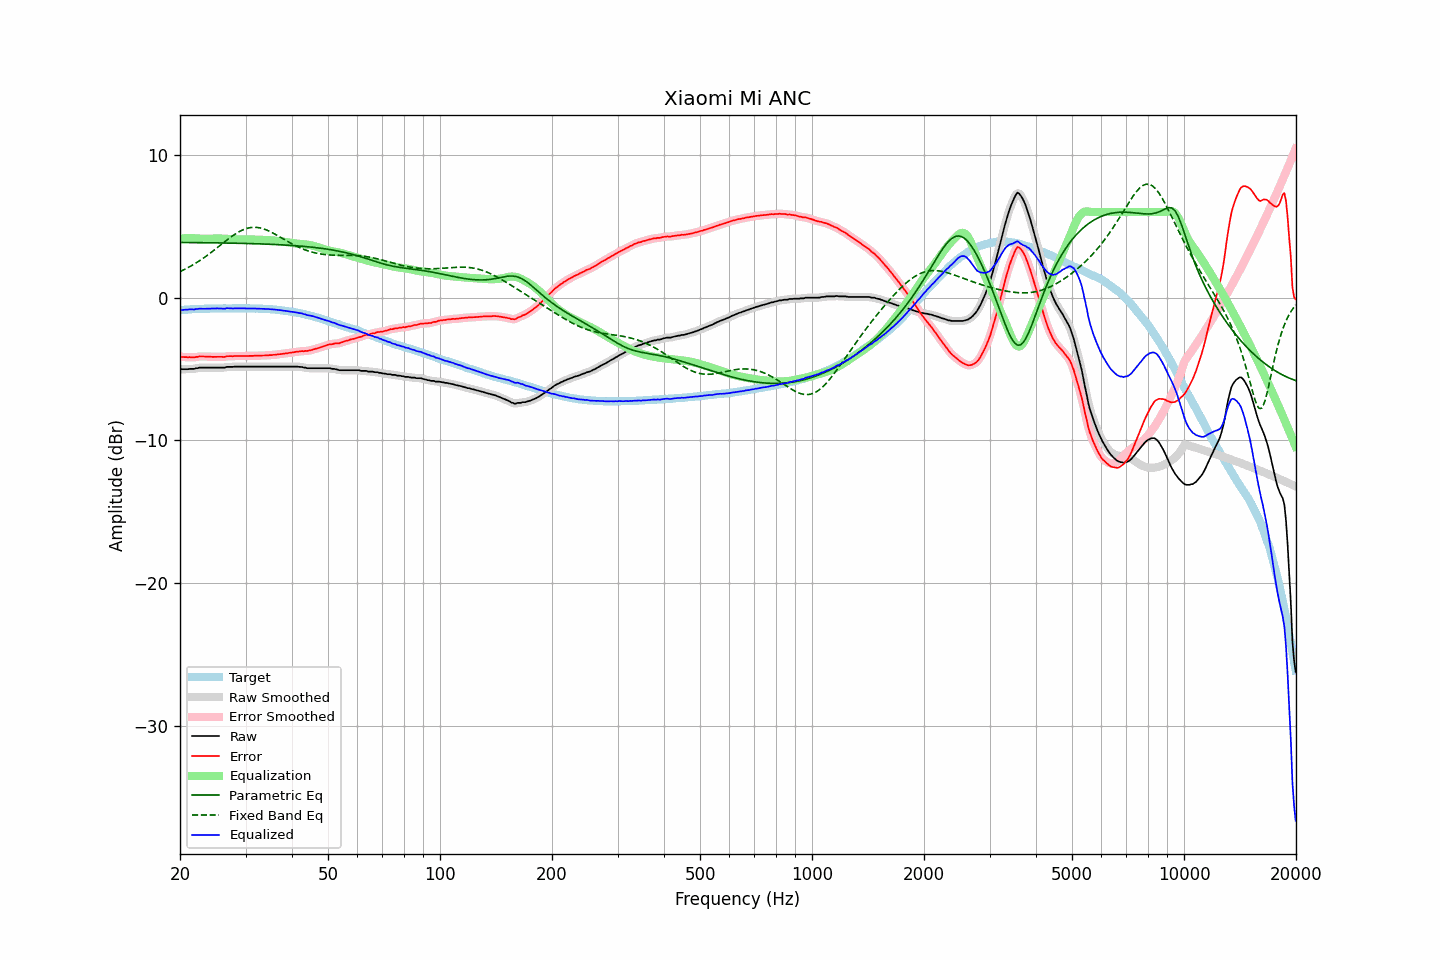 Xiaomi Mi ANC
10
0
−10
−20
−30
Amplitude (dBr)
Target
Raw Smoothed
Error Smoothed
Raw
Error
Equalization
Parametric Eq
Fixed Band Eq
Equalized
20 50 100 200 500 1000 2000 5000 10000 20000
Frequency (Hz)